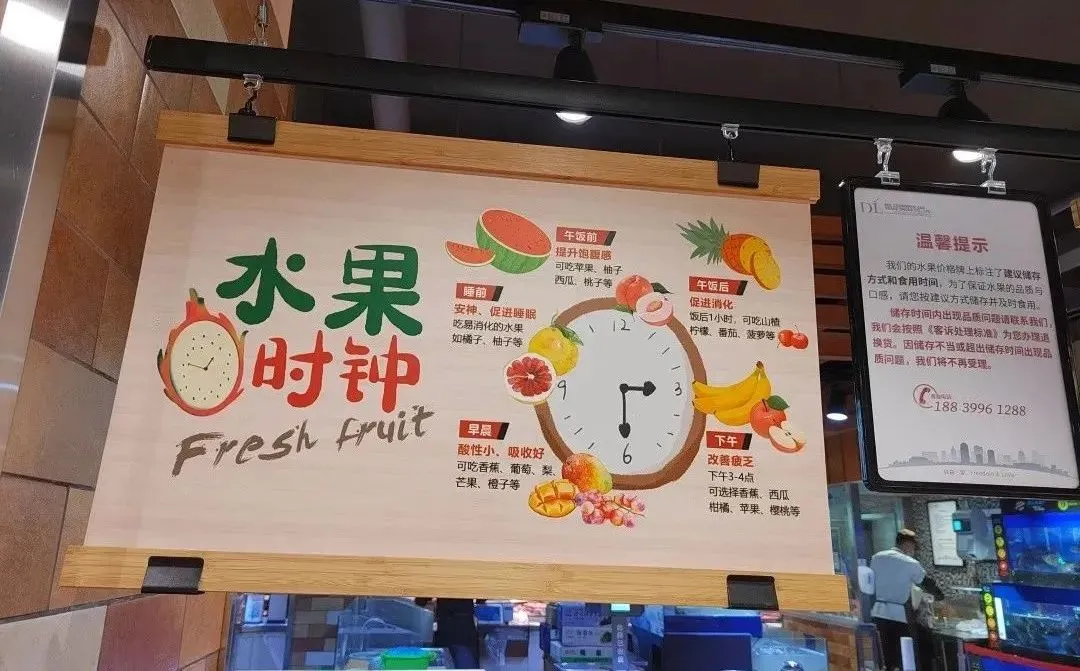 水果
时钟
Fresh fruit
午饭前
提升饱腹感
可吃苹果、柚子
西瓜、桃子等
睡前
安神、促进睡眠
吃易消化的水果
如橘子、柚子等
午饭后
促进消化
饭后1小时,可吃山楂
柠檬、番茄、菠萝等
12
9
3
6
早晨
酸性小、吸收好
可吃香蕉、葡萄、梨、
芒果、橙子等
下午
改善疲乏
下午3-4点
可选择香蕉、西瓜
柑橘、苹果、樱桃等
DL
温馨提示
我们的水果价格牌上标注了建议储存
方式和食用时间,为了保证水果的品质与
口感,请您按建议方式储存并及时食用。
储存时间内出现品质问题请联系我们,
我们会按照《客诉处理标准》为您办理退
换货。因储存不当或超出储存时间出现品
质问题,我们将不再受理。
188 3996 1288